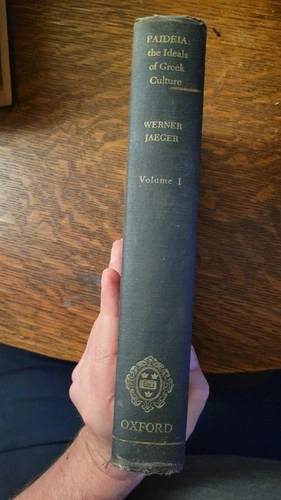 PAIDEIA:
the Ideals
of Greek
Culture
WERNER
JAEGER
Volume I
OXFORD